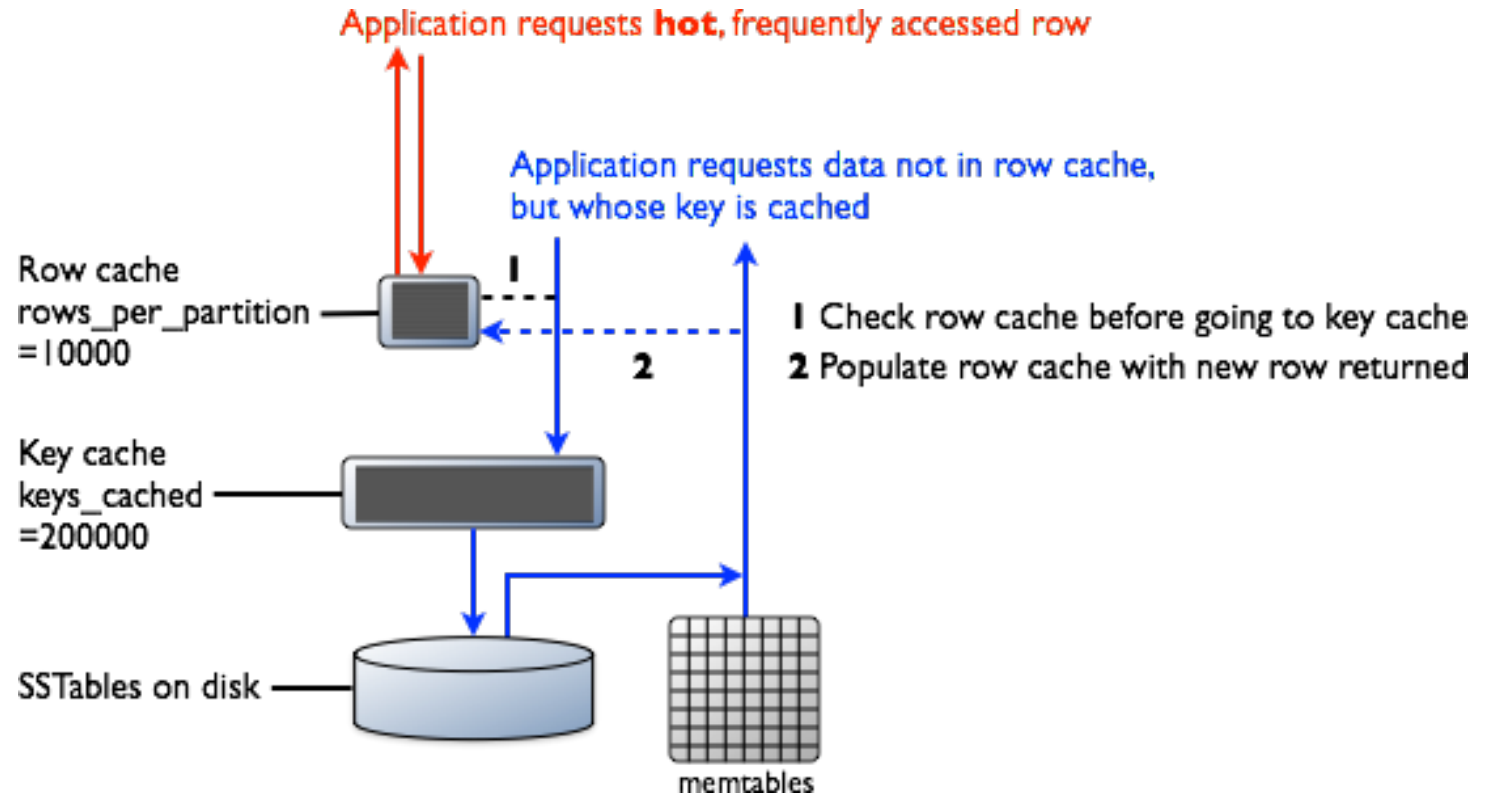 Application requests hot, frequently accessed row
Application requests data not in row cache,
but whose key is cached
Row cache
rows_per_partition
=10000
1
2
1 Check row cache before going to key cache
2 Populate row cache with new row returned
Key cache
keys_cached
=200000
SSTables on disk
memtables